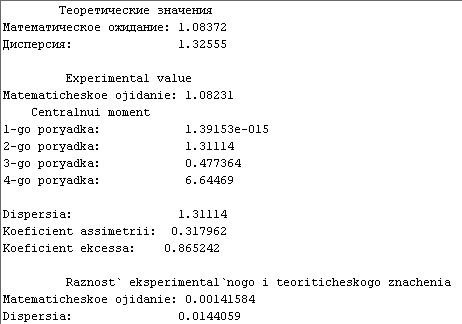 Теоретические значения
Математическое ожидание: 1.08372
Дисперсия: 1.32555
Experimental value
Matematicheskoe ojidanie: 1.08231
Centralnui moment
1-go poryadka: 1.39153e-015
2-go poryadka: 1.31114
3-go poryadka: 0.477364
4-go poryadka: 6.64469
Dispersia: 1.31114
Koeficient assimetrii: 0.317962
Koeficient ekcessa: 0.865242
Raznost` eksperimental`nogo i teoriticheskogo znachenia
Matematicheskoe ojidanie: 0.00141584
Dispersia: 0.0144059